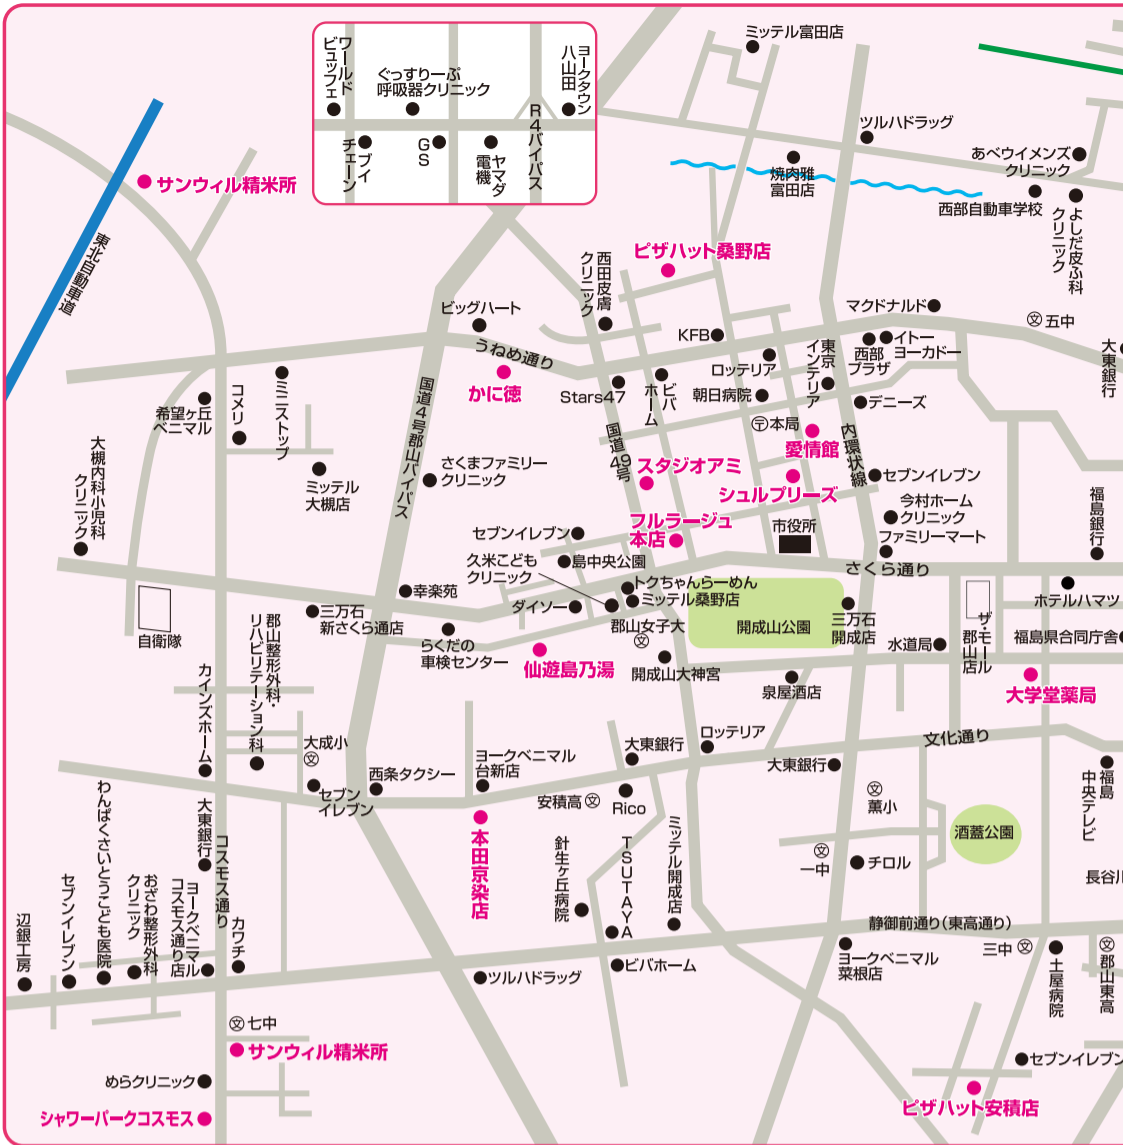 ワールド
ビュッフェ
ぐっすりーぷ
呼吸器クリニック
ヨークタウン
八山田
ブイ
チェーン
GS
ヤマダ
電機
R4バイパス
ミッテル富田店
ツルハドラッグ
あべウイメンズ
クリニック
焼肉雅
富田店
西部自動車学校
よしだ皮ふ科
クリニック
サンウィル精米所
東北自動車道
ピザハット桑野店
西田皮膚
クリニック
ビッグハート
うねめ通り
かに徳
KFB
マクドナルド
文五中
ロッテリア
東京
インテリア
西部
プラザ
イトー
ヨーカドー
大東銀行
Stars47
ビバ
ホーム
朝日病院
デニーズ
〒本局
愛情館
内環状線
希望ヶ丘
ベニマル
コメリ
ミニストップ
国道4号郡山バイパス
国道49号
大槻内科小児科
クリニック
ミッテル
大槻店
さくまファミリー
クリニック
スタジオアミ
シュルプリーズ
セブンイレブン
今村ホーム
クリニック
福島銀行
フルラージュ
本店
市役所
ファミリーマート
セブンイレブン
久米こども
クリニック
島中央公園
さくら通り
トクちゃんらーめん
ミッテル桑野店
ホテルハマツ
自衛隊
幸楽苑
ダイソー
三万石
新さくら通店
郡山女子大
文
開成山公園
三万石
開成店
水道局
ザ・モール
郡山店
福島県合同庁舎
郡山整形外科・
リハビリテーション科
らくだの
車検センター
仙遊島乃湯
開成山大神宮
泉屋酒店
大学堂薬局
カインズホーム
大成小
文
セブン
イレブン
西条タクシー
ヨークベニマル
台新店
大東銀行
ロッテリア
文化通り
大東銀行
安積高文
Rico
文
薫小
福島
中央テレビ
酒蓋公園
わんぱくさいとうこども医院
大東銀行
コスモス通り
本田京染店
針生ヶ丘病院
TSUTAYA
ミッテル開成店
文
一中
チロル
長谷川
辺銀工房
セブンイレブン
おざわ整形外科
クリニック
ヨークベニマル
コスモス通り店
カワチ
静御前通り(東高通り)
ツルハドラッグ
ビバホーム
ヨークベニマル
菜根店
三中文
土屋病院
文郡山東高
文七中
サンウィル精米所
めらクリニック
シャワーパークコスモス
セブンイレブン
ピザハット安積店